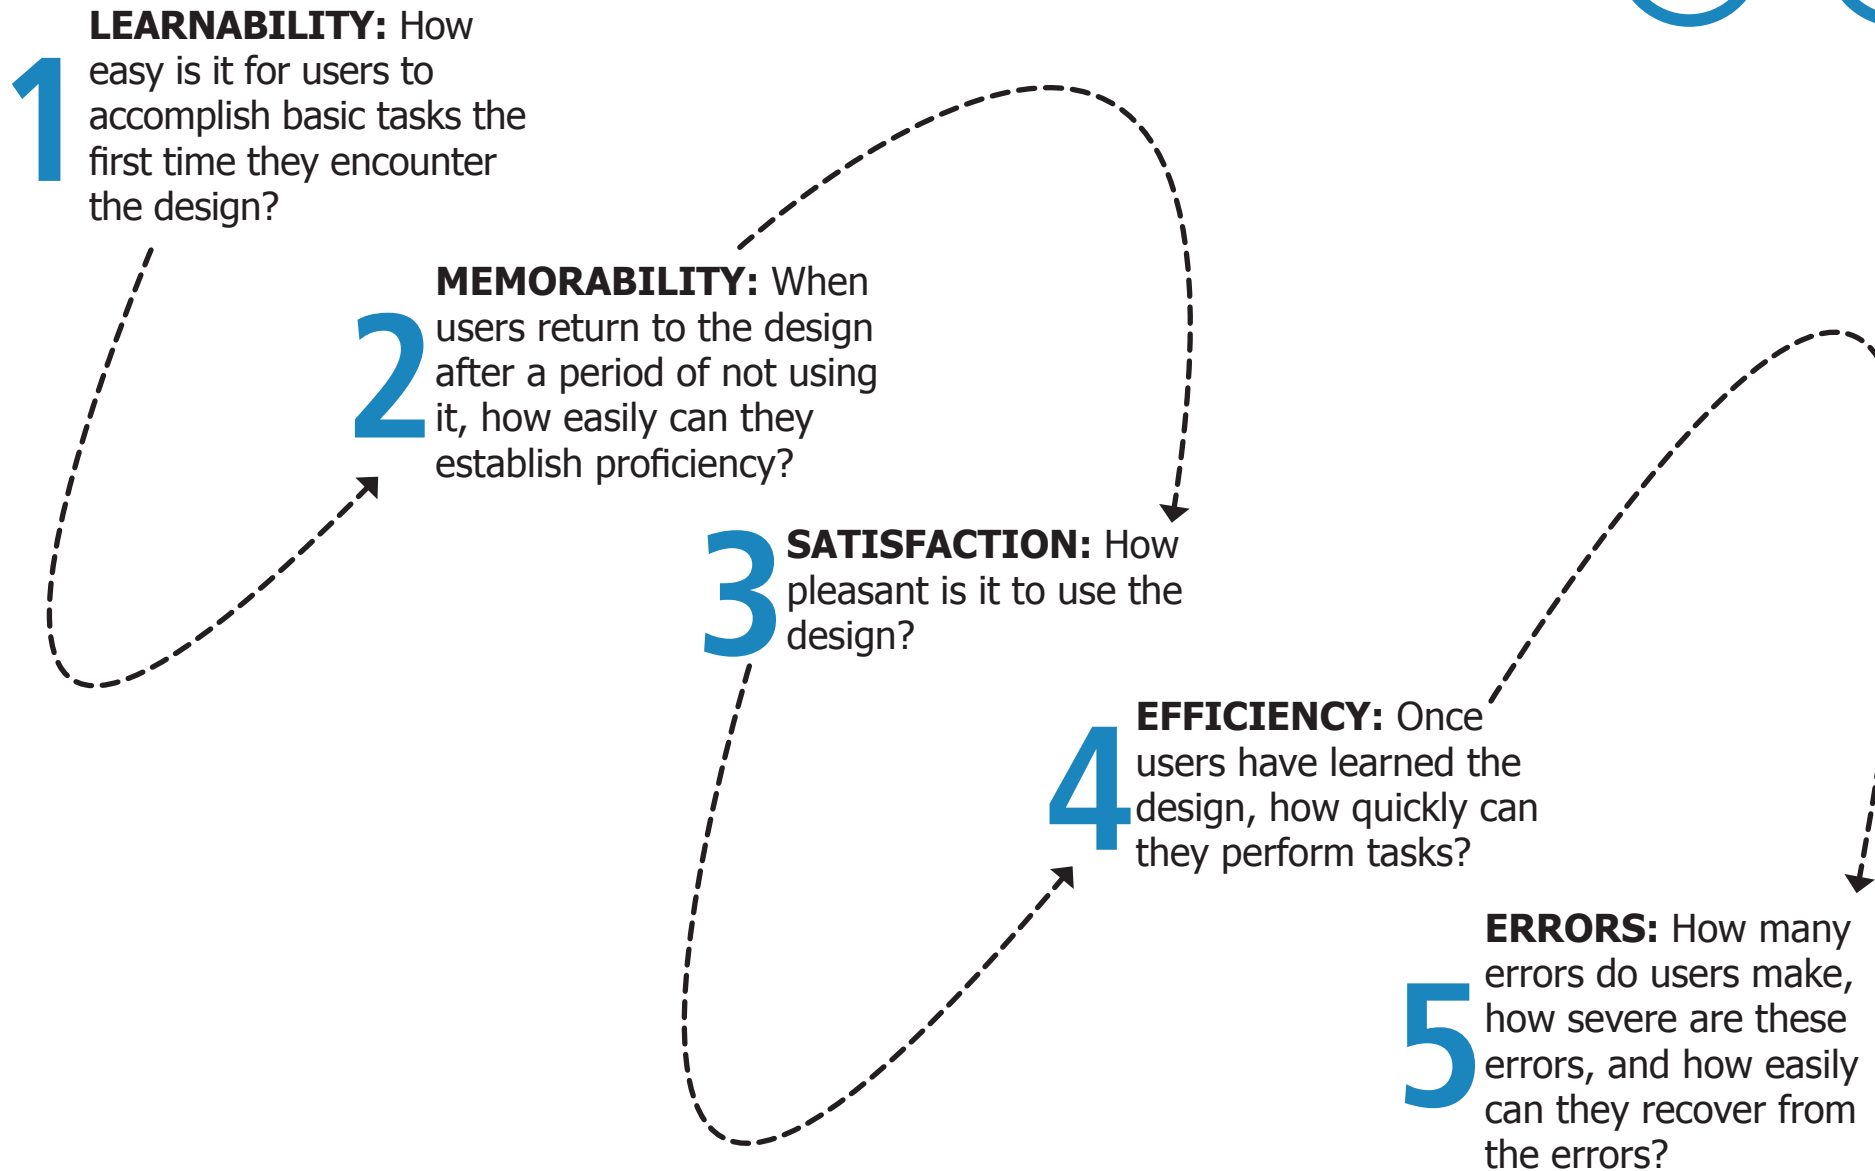 1
LEARNABILITY: How
easy is it for users to
accomplish basic tasks the
first time they encounter
the design?
2
MEMORABILITY: When
users return to the design
after a period of not using
it, how easily can they
establish proficiency?
3
SATISFACTION: How
pleasant is it to use the
design?
4
EFFICIENCY: Once
users have learned the
design, how quickly can
they perform tasks?
5
ERRORS: How many
errors do users make,
how severe are these
errors, and how easily
can they recover from
the errors?